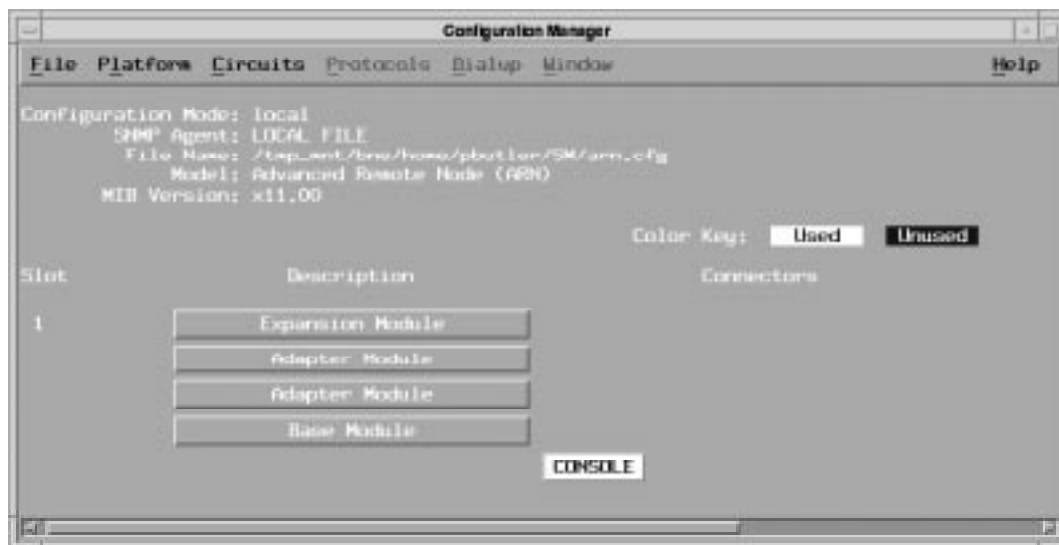 Configuration Manager
File Platform Circuits Protocols Dialup Window Help
Configuration Mode: local
SNMP Agent: LOCAL FILE
File Name: /tmp_mnt/bne/home/pbutler/SM/arn.cfg
Model: Advanced Remote Node (ARN)
MIB Version: x11.00
Color Key: Used Unused
Slot Description Connectors
1 Expansion Module
Adapter Module
Adapter Module
Base Module
CONSOLE